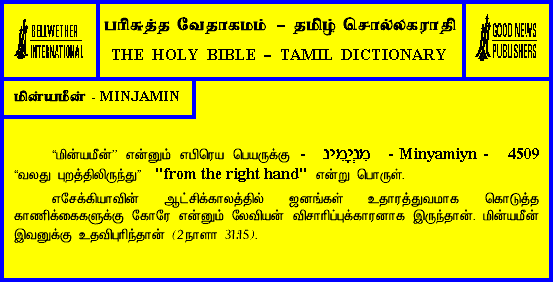 BELLWETHER
INTERNATIONAL
பரிசுத்த வேதாகமம் – தமிழ் சொல்லகராதி
THE HOLY BIBLE – TAMIL DICTIONARY
GOOD NEWS
PUBLISHERS
மின்யமீன் - MINJAMIN
“மின்யமீன்” என்னும் எபிரெய பெயருக்கு - מִנְיָמִינ - Minyamiyn - 4509
“வலது புறத்திலிருந்து” "from the right hand" என்று பொருள்.
எசேக்கியாவின் ஆட்சிக்காலத்தில் ஜனங்கள் உதாரத்துவமாக கொடுத்த
காணிக்கைகளுக்கு கோரே என்னும் லேவியன் விசாரிப்புக்காரனாக இருந்தான். மின்யமீன்
இவனுக்கு உதவிபுரிந்தான் (2நாளா 31:15).